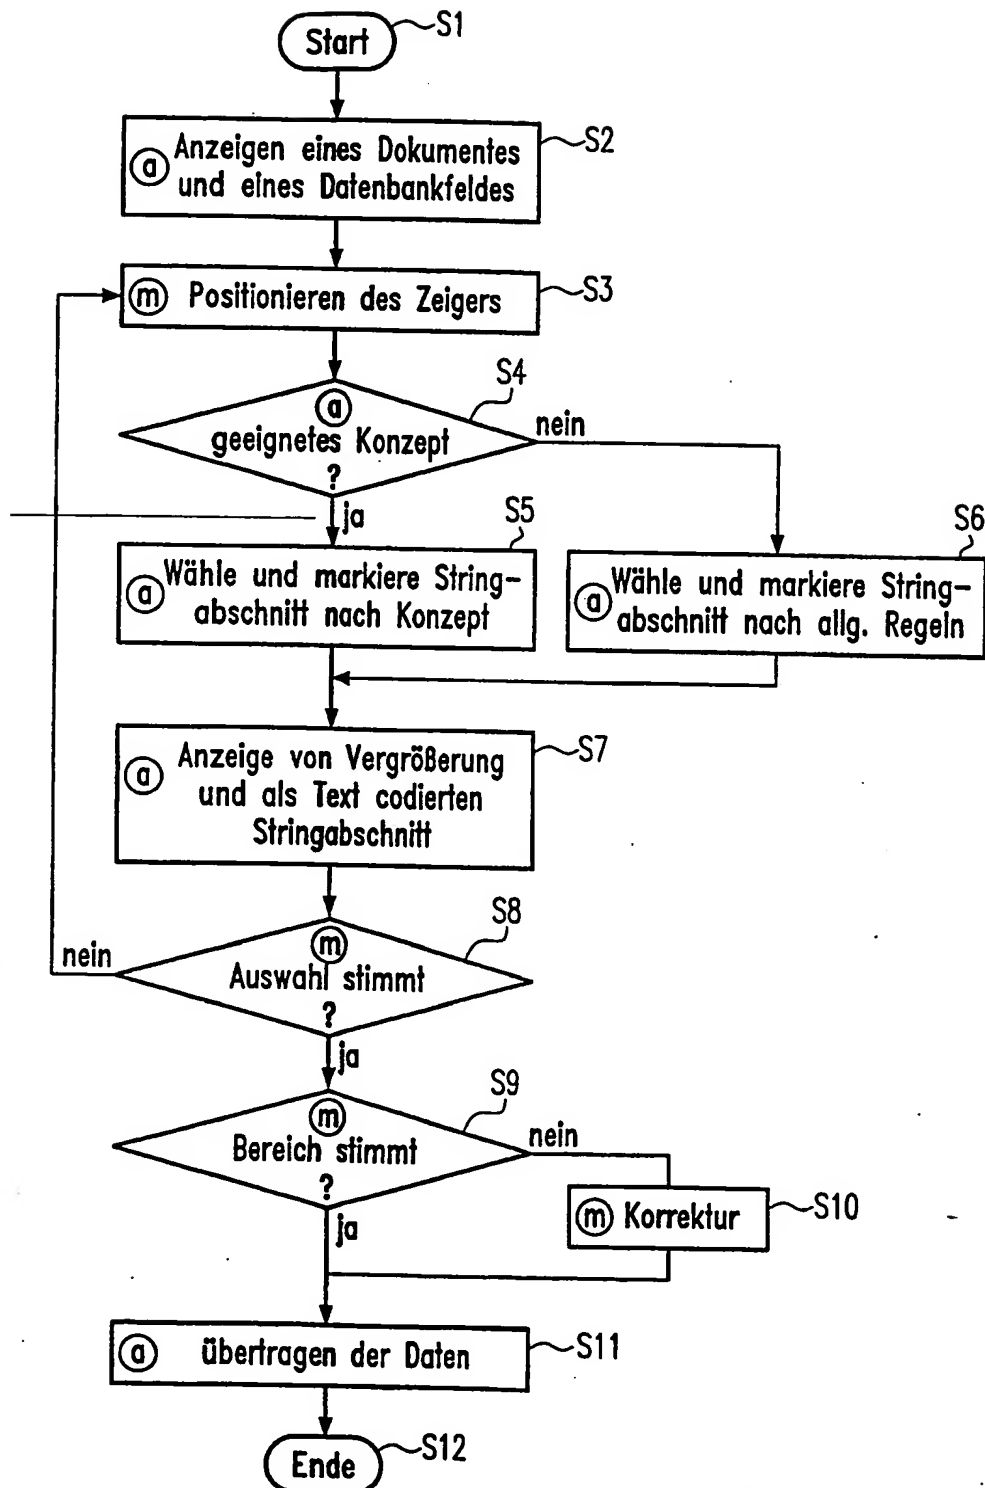 Start
S1
ⓐ Anzeigen eines Dokumentes
und eines Datenbankfeldes
S2
ⓜ Positionieren des Zeigers
S3
S4
ⓐ
geeignetes Konzept
?
nein
ja
S5
ⓐ Wähle und markiere String-
abschnitt nach Konzept
S6
ⓐ Wähle und markiere String-
abschnitt nach allg. Regeln
S7
ⓐ Anzeige von Vergrößerung
und als Text codierten
Stringabschnitt
S8
ⓜ
Auswahl stimmt
?
nein
ja
S9
ⓜ
Bereich stimmt
?
nein
ja
ⓜ Korrektur
S10
ⓐ übertragen der Daten
S11
Ende
S12